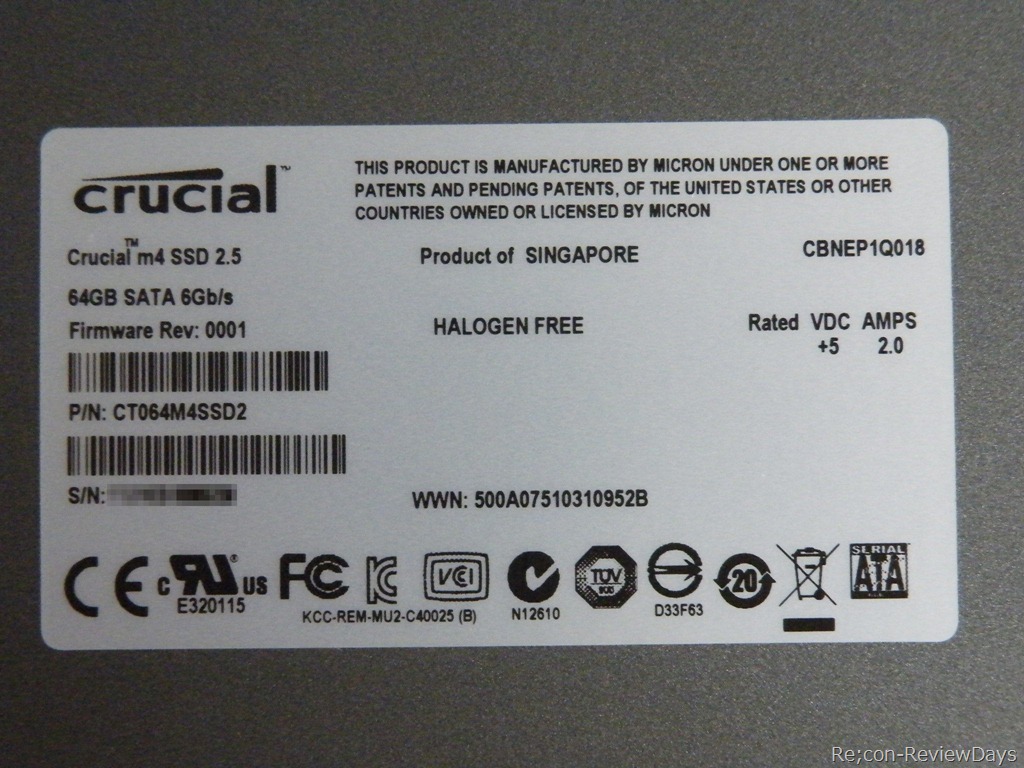 crucial™
THIS PRODUCT IS MANUFACTURED BY MICRON UNDER ONE OR MORE
PATENTS AND PENDING PATENTS, OF THE UNITED STATES OR OTHER
COUNTRIES OWNED OR LICENSED BY MICRON
Crucial™ m4 SSD 2.5
Product of SINGAPORE
CBNEP1Q018
64GB SATA 6Gb/s
Firmware Rev: 0001
HALOGEN FREE
Rated VDC AMPS
+5 2.0
P/N: CT064M4SSD2
S/N:
WWN: 500A07510310952B
CE
c RU® US
E320115
FC
KCC-REM-MU2-C40025 (B)
VCI
N12610
TUV
D33F63
20
SERIAL
ATA
Re;con-ReviewDays